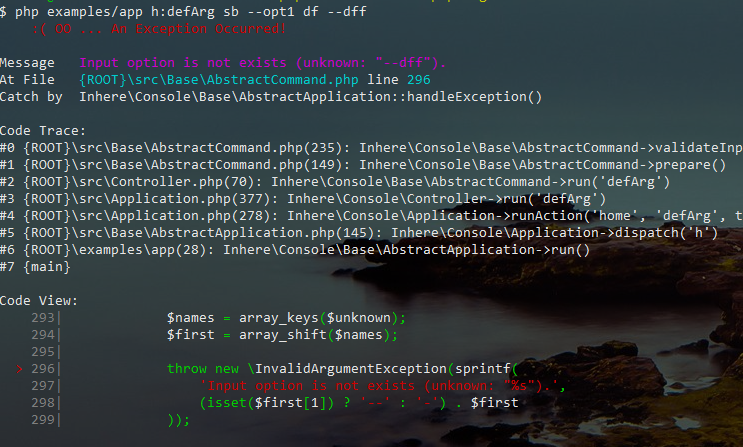 $ php examples/app h:defArg sb --opt1 df --dff
:( OO ... An Exception Occurred!
Message   Input option is not exists (unknown: "--dff").
At File   {ROOT}\src\Base\AbstractCommand.php line 296
Catch by  Inhere\Console\Base\AbstractApplication::handleException()
Code Trace:
#0 {ROOT}\src\Base\AbstractCommand.php(235): Inhere\Console\Base\AbstractCommand->validateInp
#1 {ROOT}\src\Base\AbstractCommand.php(149): Inhere\Console\Base\AbstractCommand->prepare()
#2 {ROOT}\src\Controller.php(70): Inhere\Console\Base\AbstractCommand->run('defArg')
#3 {ROOT}\src\Application.php(377): Inhere\Console\Controller->run('defArg')
#4 {ROOT}\src\Application.php(278): Inhere\Console\Application->runAction('home', 'defArg', t
#5 {ROOT}\src\Base\AbstractApplication.php(145): Inhere\Console\Application->dispatch('h')
#6 {ROOT}\examples\app(28): Inhere\Console\Base\AbstractApplication->run()
#7 {main}
Code View:
293|             $names = array_keys($unknown);
294|             $first = array_shift($names);
295|
> 296|             throw new \InvalidArgumentException(sprintf(
297|                 'Input option is not exists (unknown: "%s").',
298|                 (isset($first[1]) ? '--' : '-') . $first
299|             ));